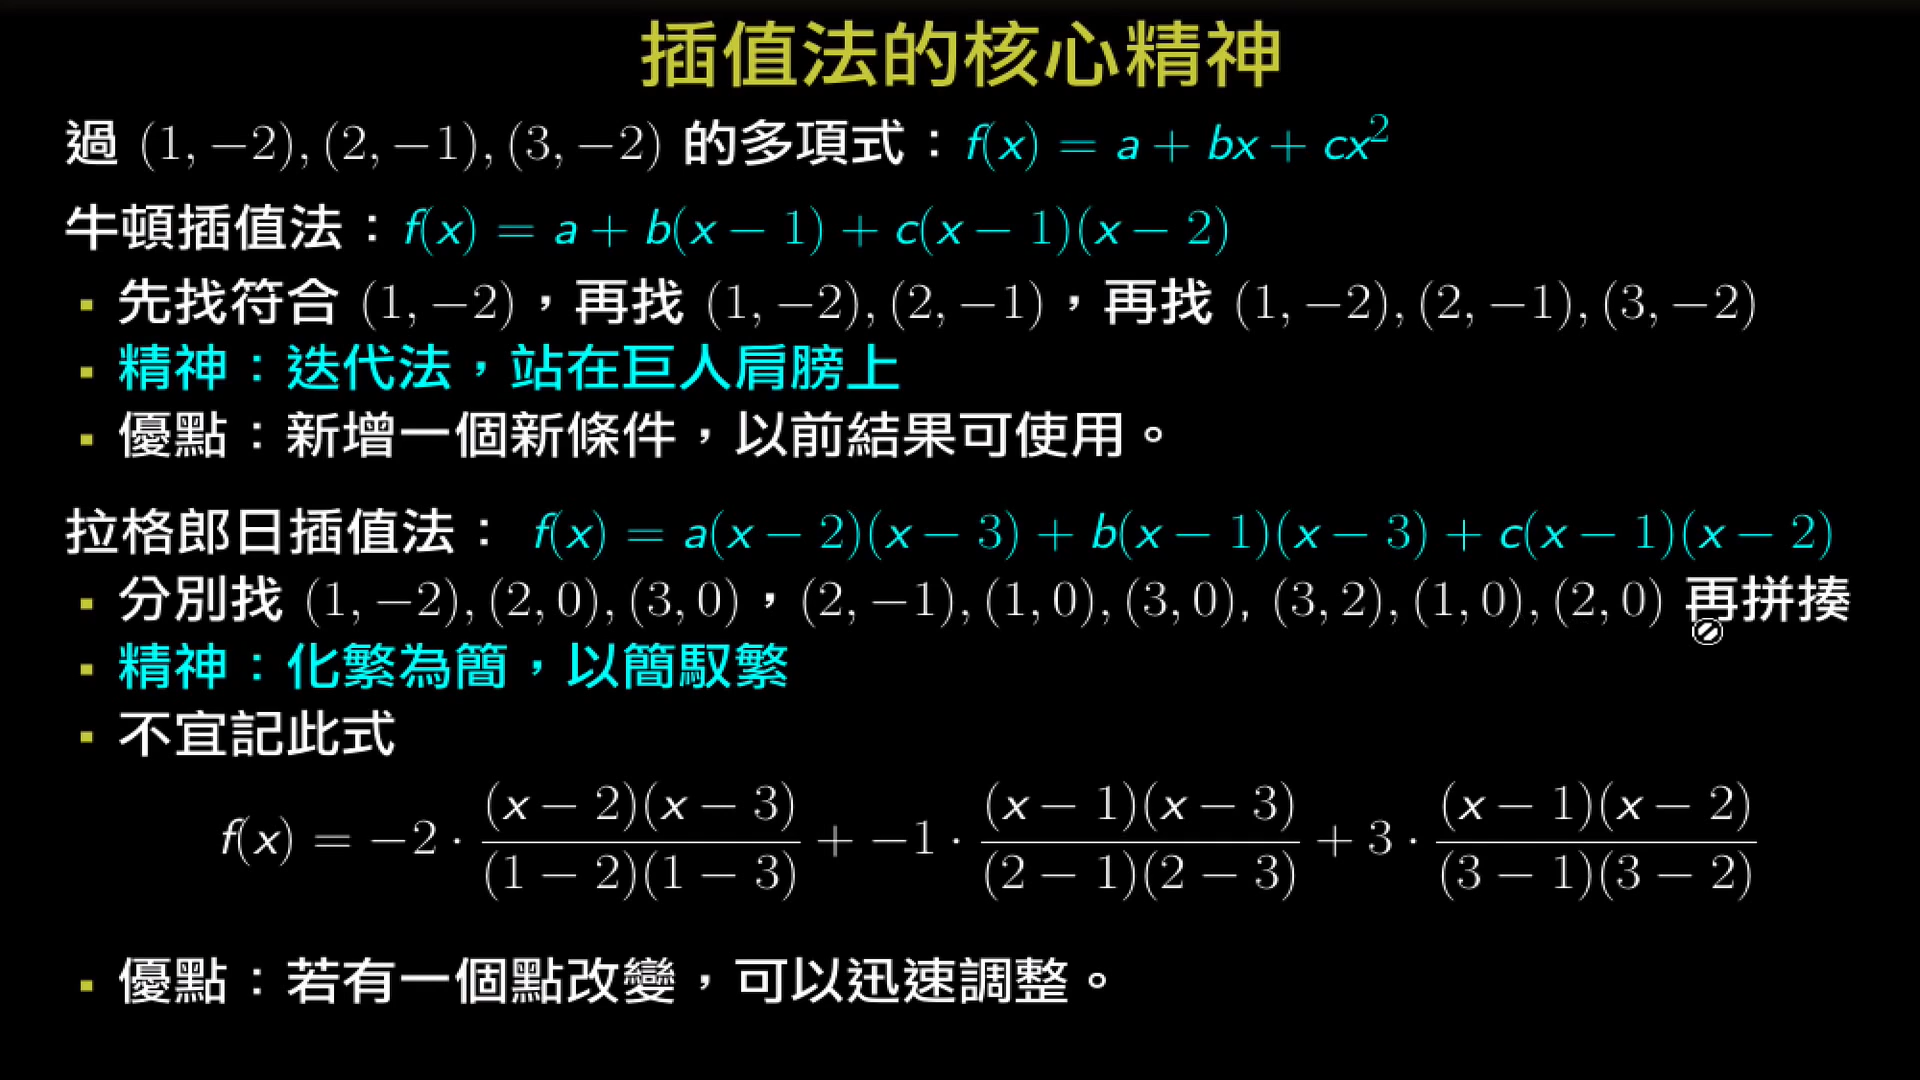 插值法的核心精神
過 (1, −2), (2, −1), (3, −2) 的多項式：f(x) = a + bx + cx²
牛頓插值法：f(x) = a + b(x − 1) + c(x − 1)(x − 2)
▪ 先找符合 (1, −2)，再找 (1, −2), (2, −1)，再找 (1, −2), (2, −1), (3, −2)
▪ 精神：迭代法，站在巨人肩膀上
▪ 優點：新增一個新條件，以前結果可使用。
拉格郎日插值法： f(x) = a(x − 2)(x − 3) + b(x − 1)(x − 3) + c(x − 1)(x − 2)
▪ 分別找 (1, −2), (2, 0), (3, 0)，(2, −1), (1, 0), (3, 0), (3, 2), (1, 0), (2, 0) 再拼揍
▪ 精神：化繁為簡，以簡馭繁
▪ 不宜記此式
f(x) = −2 · (x − 2)(x − 3) / (1 − 2)(1 − 3) + −1 · (x − 1)(x − 3) / (2 − 1)(2 − 3) + 3 · (x − 1)(x − 2) / (3 − 1)(3 − 2)
▪ 優點：若有一個點改變，可以迅速調整。